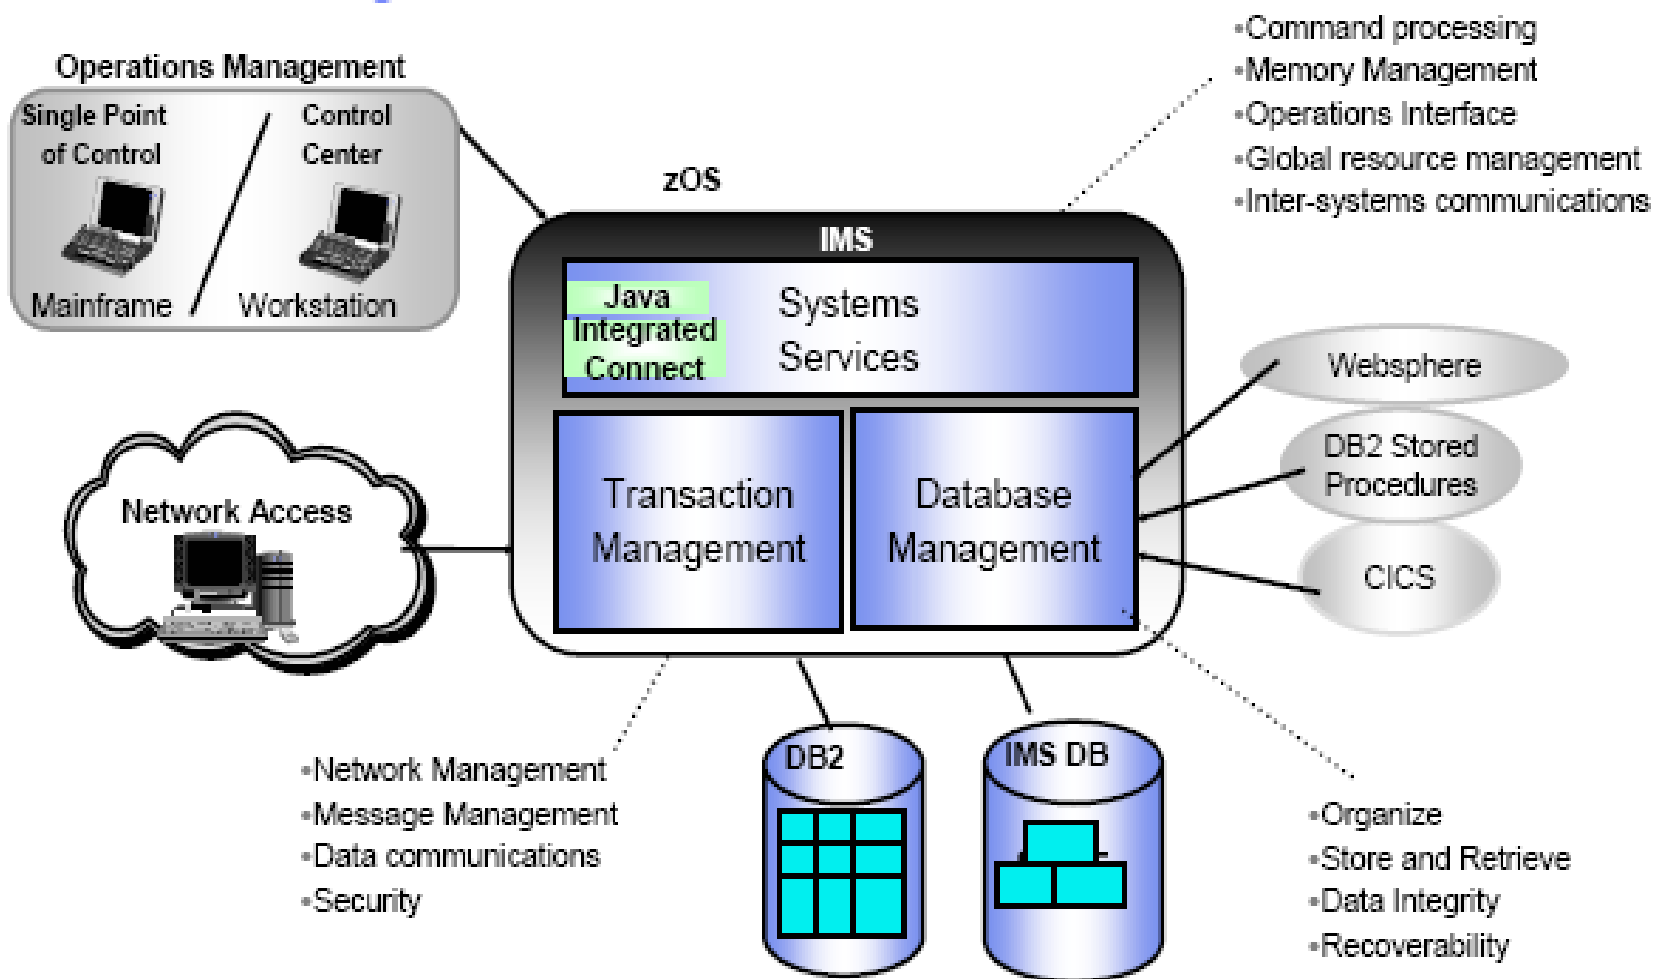 Operations Management
Single Point
of Control
Control
Center
Mainframe
Workstation
zOS
•Command processing
•Memory Management
•Operations Interface
•Global resource management
•Inter-systems communications
IMS
Java
Integrated
Connect
Systems
Services
Network Access
Transaction
Management
Database
Management
Websphere
DB2 Stored
Procedures
CICS
•Network Management
•Message Management
•Data communications
•Security
DB2
IMS DB
•Organize
•Store and Retrieve
•Data Integrity
•Recoverability